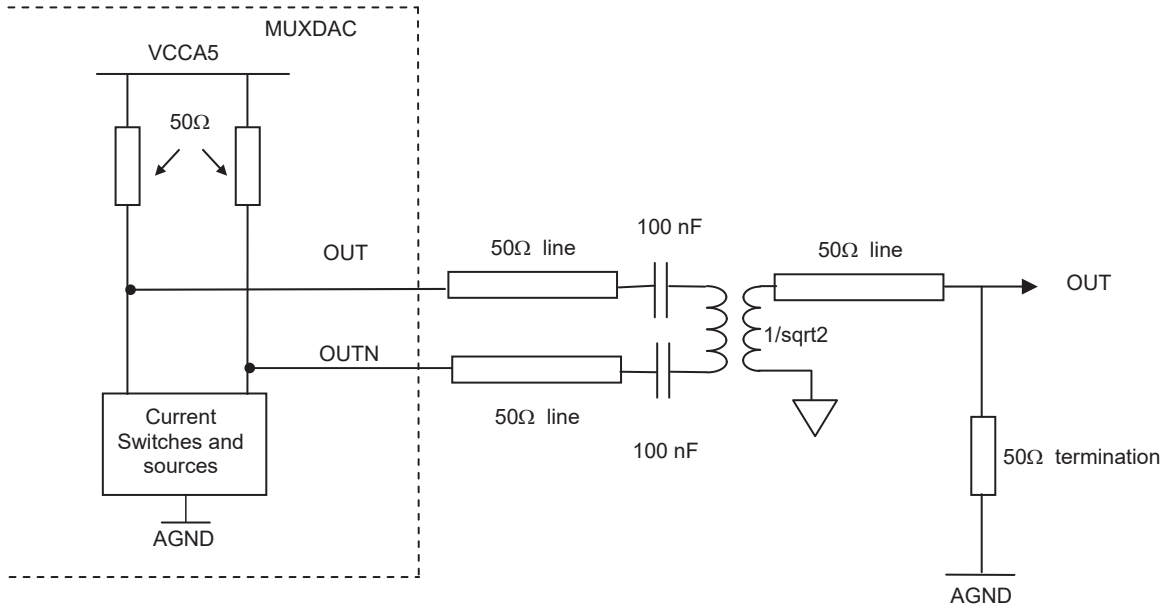 MUXDAC
VCCA5
50Ω
100 nF
OUT
50Ω line
50Ω line
OUT
1/sqrt2
OUTN
50Ω line
100 nF
Current
Switches and
sources
50Ω termination
AGND
AGND